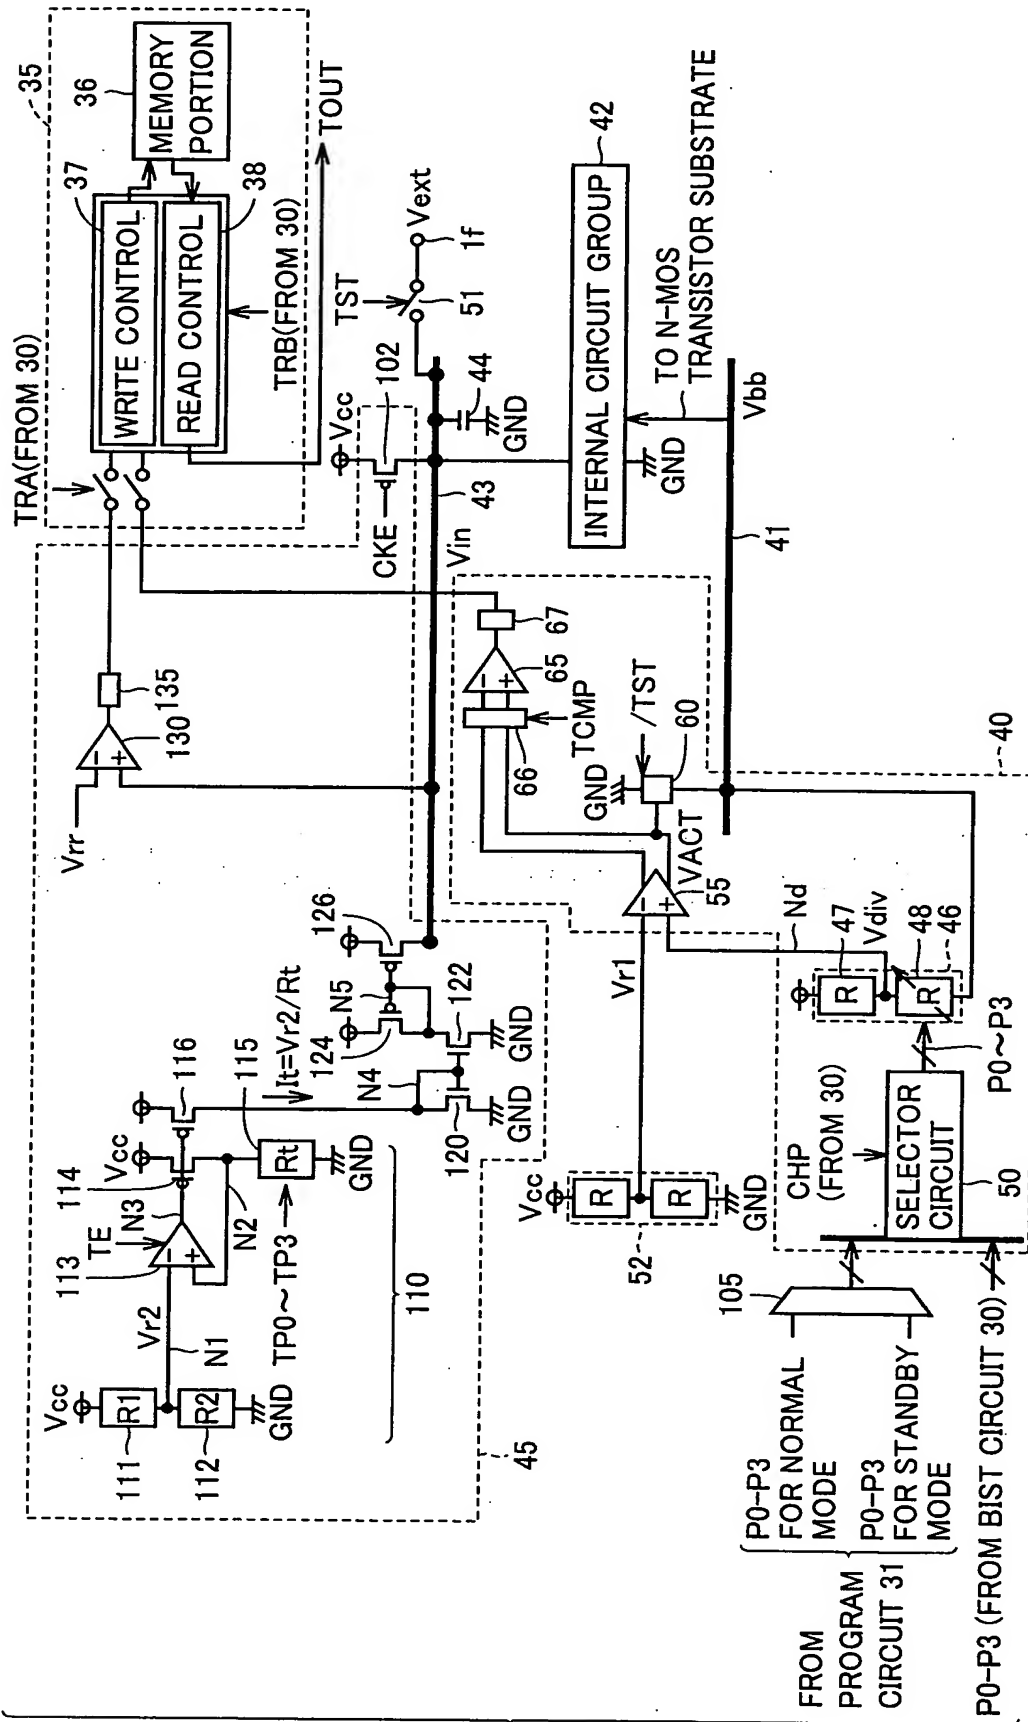 35
36
MEMORY
PORTION
37
WRITE CONTROL
READ CONTROL
38
TRA(FROM 30)
TRB(FROM 30)
TOUT
Vrr
-
+
130
135
TST
51
Vext
1f
Vcc
102
CKE
44
GND
Vin
43
INTERNAL CIRCUIT GROUP
42
GND
TO N-MOS
TRANSISTOR SUBSTRATE
Vbb
41
Vcc
R1
111
R2
112
GND
Vr2
N1
113
TE
-
+
N3
114
Vcc
N2
116
115
Rt
GND
TP0~TP3
110
It=Vr2/Rt
N4
120
GND
122
GND
124
N5
126
45
-
+
65
67
66
TCMP
GND
/TST
60
VACT
-
+
55
Vr1
Vcc
R
R
GND
52
Nd
Vdiv
R
47
R
48
46
P0~P3
40
CHP
(FROM 30)
SELECTOR
CIRCUIT
50
105
P0-P3
FOR NORMAL
MODE
P0-P3
FOR STANDBY
MODE
FROM
PROGRAM
CIRCUIT 31
P0-P3 (FROM BIST CIRCUIT 30)